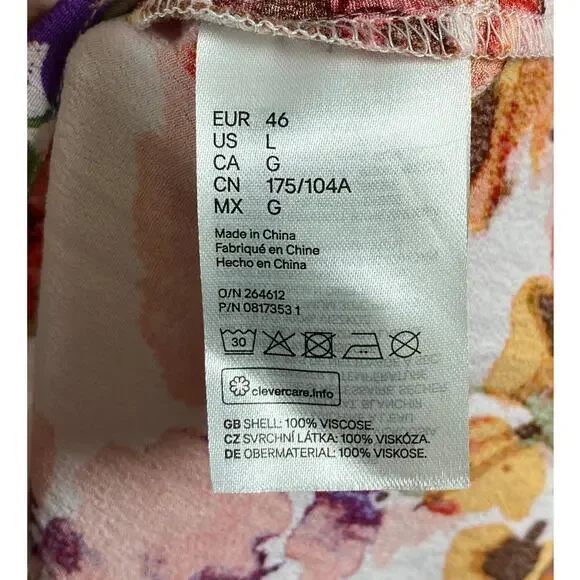 EUR 46
US L
CA G
CN 175/104A
MX G
Made in China
Fabriqué en Chine
Hecho en China
O/N 264612
P/N 0817353 1
30
clevercare.info
GB SHELL: 100% VISCOSE.
CZ SVRCHNÍ LÁTKA: 100% VISKÓZA.
DE OBERMATERIAL: 100% VISKOSE.